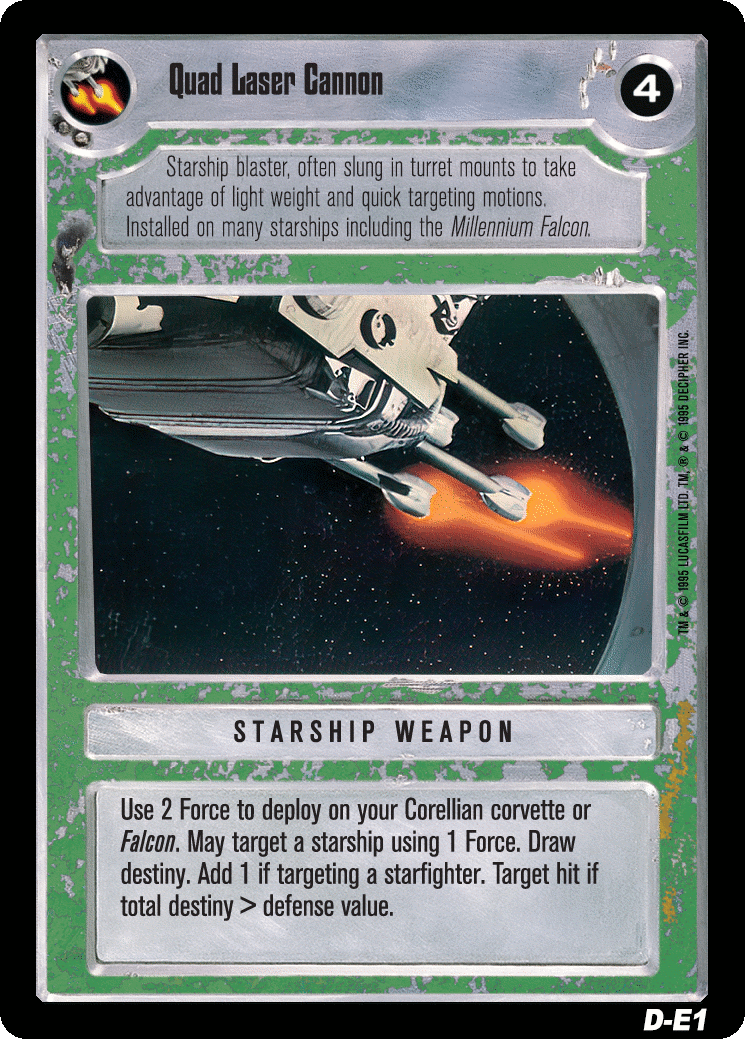 Quad Laser Cannon
4
Starship blaster, often slung in turret mounts to take
advantage of light weight and quick targeting motions.
Installed on many starships including the Millennium Falcon.
TM & © 1995 LUCASFILM LTD. TM, ® & © 1995 DECIPHER INC.
STARSHIP WEAPON
Use 2 Force to deploy on your Corellian corvette or
Falcon. May target a starship using 1 Force. Draw
destiny. Add 1 if targeting a starfighter. Target hit if
total destiny > defense value.
D-E1